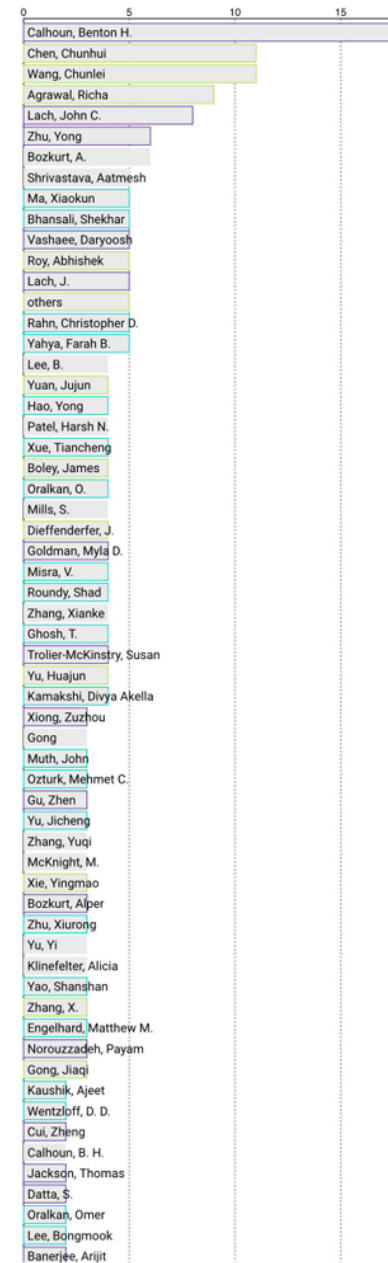 0 5 10 15
Calhoun, Benton H.
Chen, Chunhui
Wang, Chunlei
Agrawal, Richa
Lach, John C.
Zhu, Yong
Bozkurt, A.
Shrivastava, Aatmesh
Ma, Xiaokun
Bhansali, Shekhar
Vashaee, Daryoosh
Roy, Abhishek
Lach, J.
others
Rahn, Christopher D.
Yahya, Farah B.
Lee, B.
Yuan, Jujun
Hao, Yong
Patel, Harsh N.
Xue, Tiancheng
Boley, James
Oralkan, O.
Mills, S.
Dieffenderfer, J.
Goldman, Myla D.
Misra, V.
Roundy, Shad
Zhang, Xianke
Ghosh, T.
Trolier-McKinstry, Susan
Yu, Huajun
Kamakshi, Divya Akella
Xiong, Zuzhou
Gong
Muth, John
Ozturk, Mehmet C.
Gu, Zhen
Yu, Jicheng
Zhang, Yuqi
McKnight, M.
Xie, Yingmao
Bozkurt, Alper
Zhu, Xiurong
Yu, Yi
Klinefelter, Alicia
Yao, Shanshan
Zhang, X.
Engelhard, Matthew M.
Norouzzadeh, Payam
Gong, Jiaqi
Kaushik, Ajeet
Wentzloff, D. D.
Cui, Zheng
Calhoun, B. H.
Jackson, Thomas
Datta, S.
Oralkan, Omer
Lee, Bongmook
Banerjee, Arijit